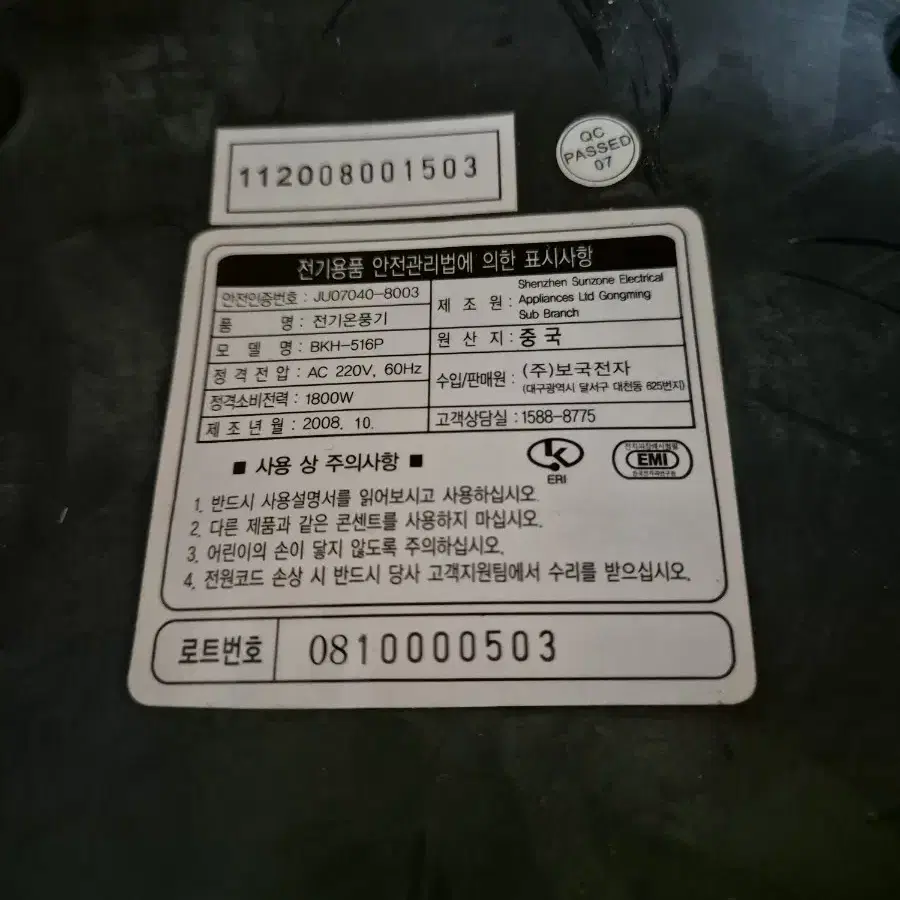 112008001503
QC
PASSED
07
전기용품 안전관리법에 의한 표시사항
안전인증번호 : JU07040-8003
품 명 : 전기온풍기
모 델 명 : BKH-516P
정 격 전 압 : AC 220V, 60Hz
정격소비전력 : 1800W
제 조 년 월 : 2008. 10.
제 조 원 : Shenzhen Sunzone Electrical
Appliances Ltd Gongming
Sub Branch
원 산 지 : 중 국
수입/판매원 : (주)보국전자
(대구광역시 달서구 대천동 625번지)
고객상담실 : 1588-8775
■ 사용 상 주의사항 ■
ERI
EMI
1. 반드시 사용설명서를 읽어보시고 사용하십시오.
2. 다른 제품과 같은 콘센트를 사용하지 마십시오.
3. 어린이의 손이 닿지 않도록 주의하십시오.
4. 전원코드 손상 시 반드시 당사 고객지원팀에서 수리를 받으십시오.
로트번호 0810000503